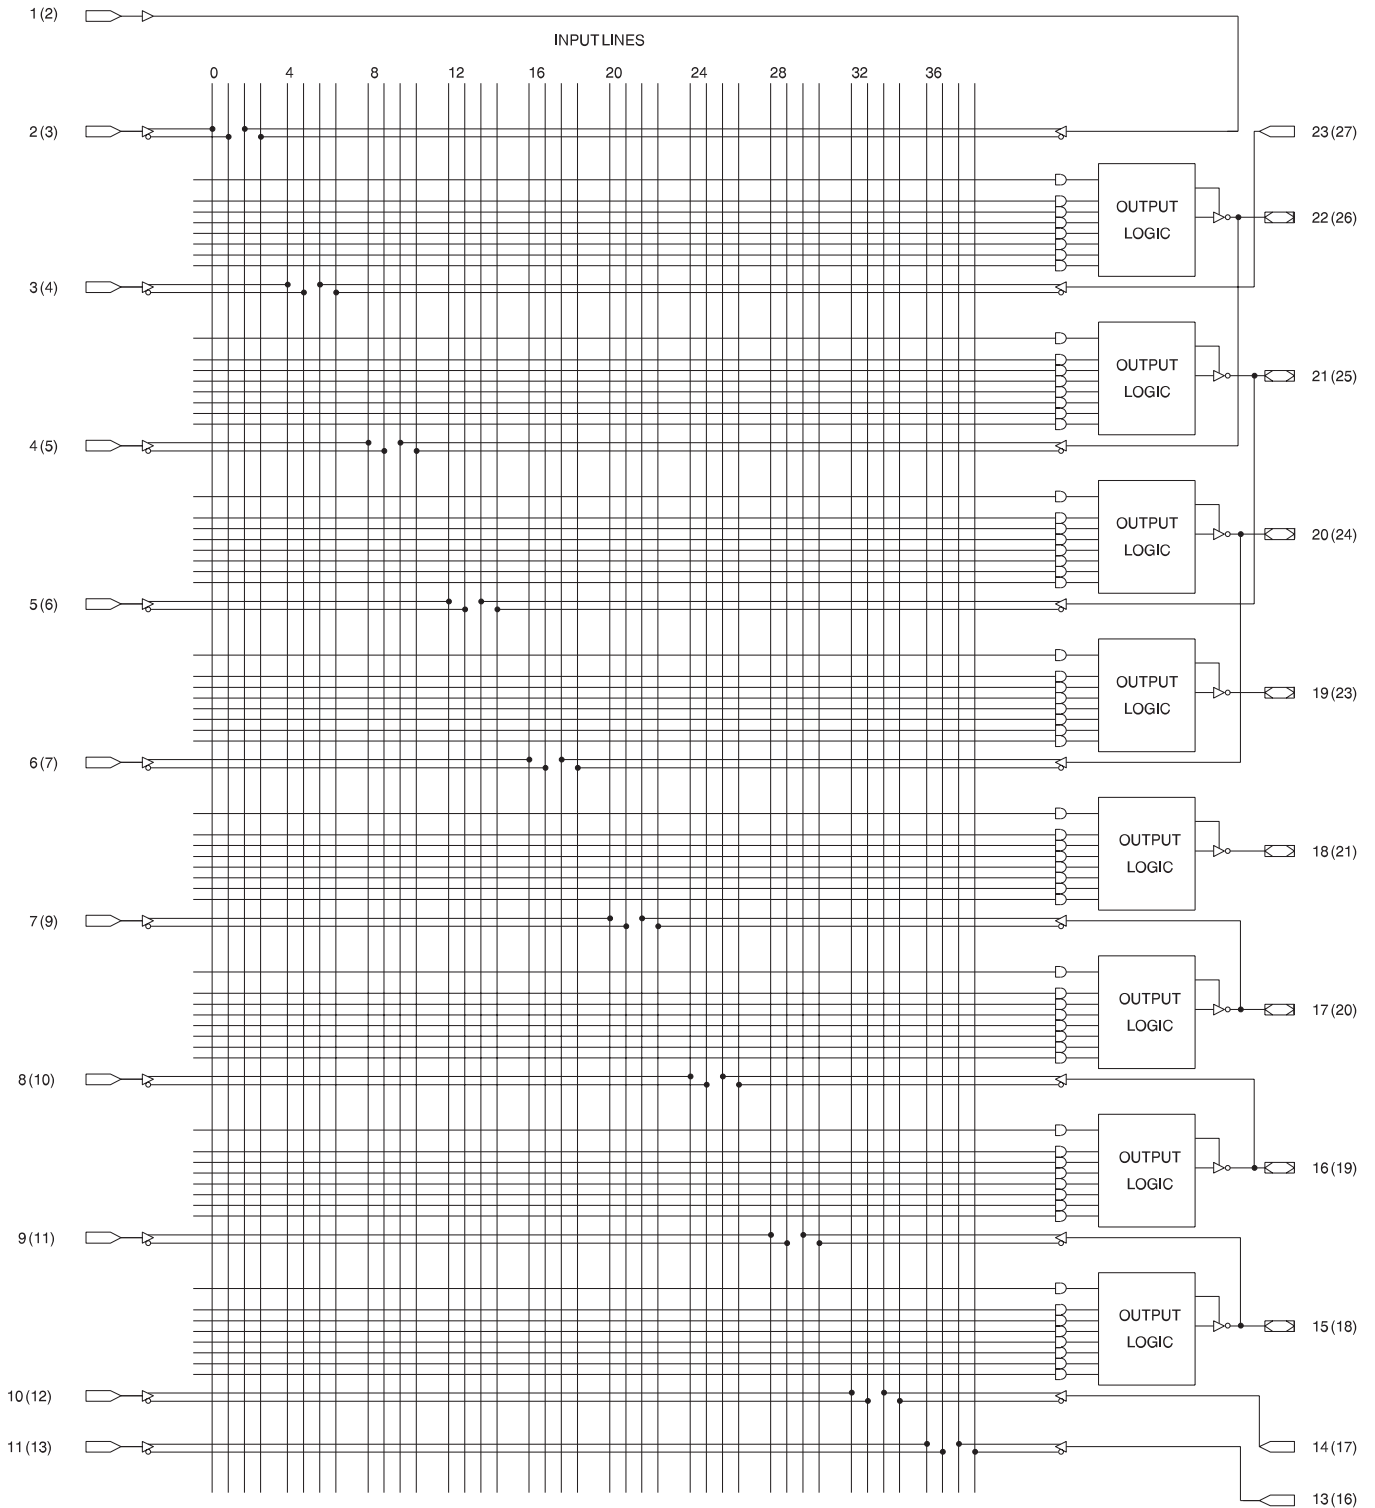 1(2)
INPUT LINES
0 4 8 12 16 20 24 28 32 36
2(3)
23(27)
OUTPUT
LOGIC
22(26)
3(4)
OUTPUT
LOGIC
21(25)
4(5)
OUTPUT
LOGIC
20(24)
5(6)
OUTPUT
LOGIC
19(23)
6(7)
OUTPUT
LOGIC
18(21)
7(9)
OUTPUT
LOGIC
17(20)
8(10)
OUTPUT
LOGIC
16(19)
9(11)
OUTPUT
LOGIC
15(18)
10(12)
11(13)
14(17)
13(16)